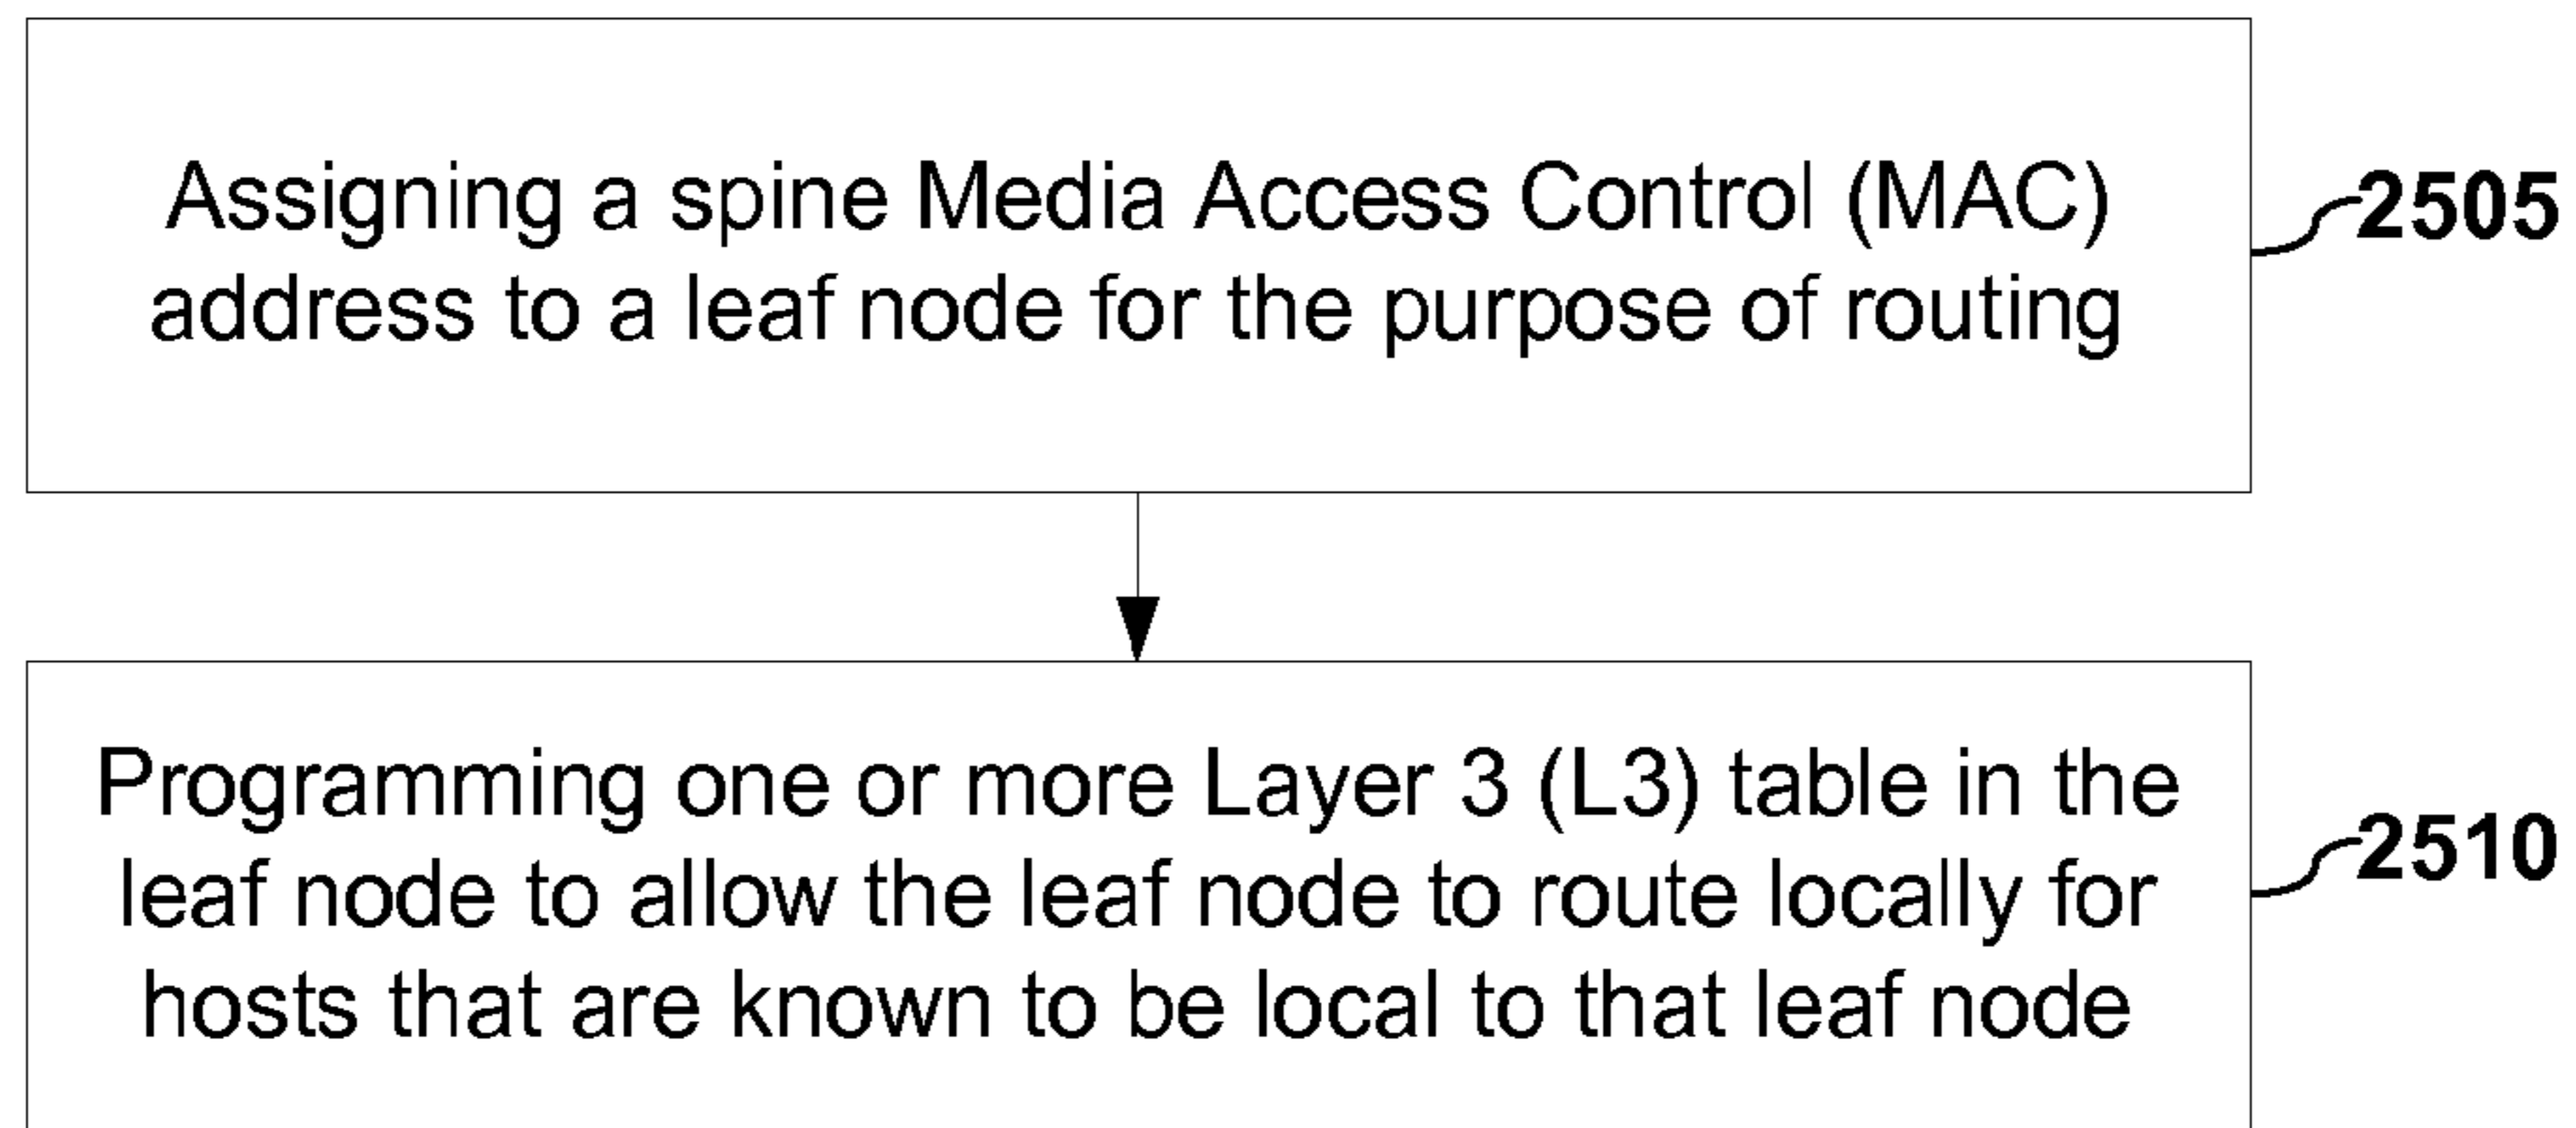 Assigning a spine Media Access Control (MAC)
address to a leaf node for the purpose of routing
2505
Programming one or more Layer 3 (L3) table in the
leaf node to allow the leaf node to route locally for
hosts that are known to be local to that leaf node
2510